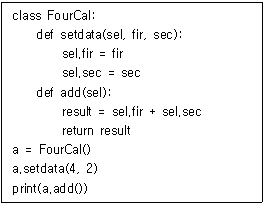 class FourCal:
    def setdata(sel, fir, sec):
        sel.fir = fir
        sel.sec = sec
    def add(sel):
        result = sel.fir + sel.sec
        return result
a = FourCal()
a.setdata(4, 2)
print(a.add())